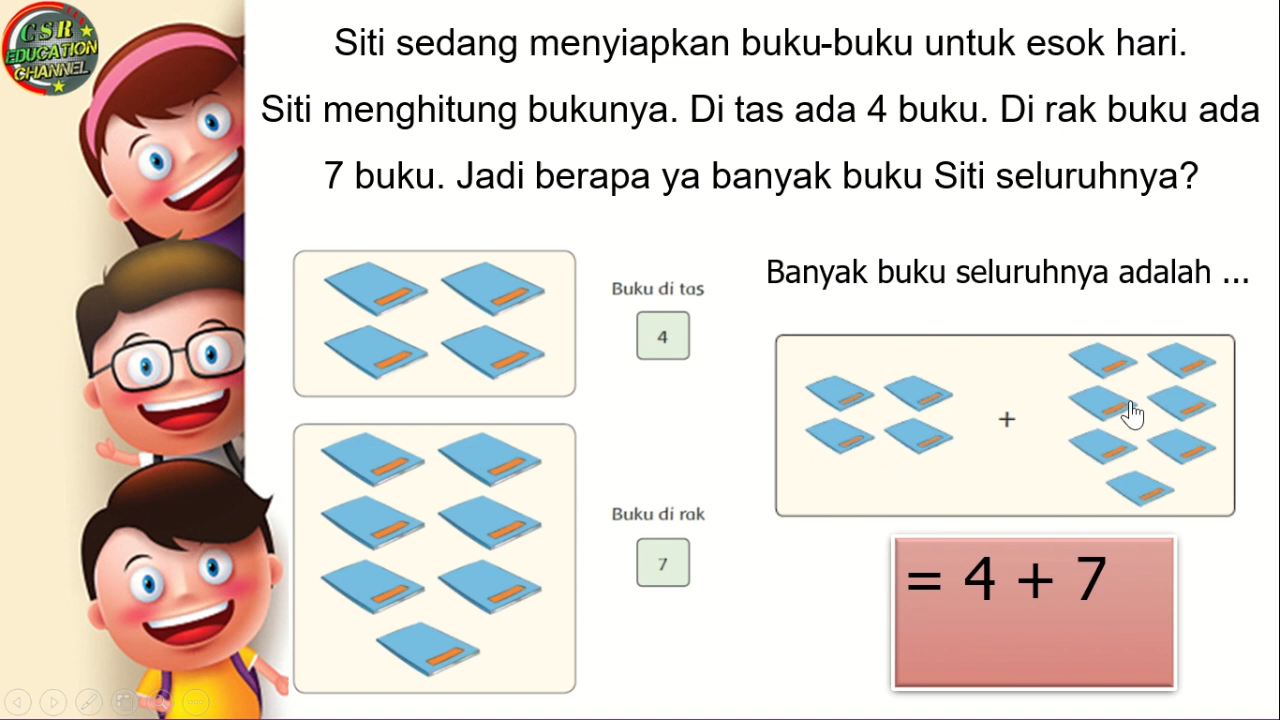 CSR
EDUCATION
CHANNEL
Siti sedang menyiapkan buku-buku untuk esok hari.
Siti menghitung bukunya. Di tas ada 4 buku. Di rak buku ada
7 buku. Jadi berapa ya banyak buku Siti seluruhnya?
Buku di tas
4
Buku di rak
7
Banyak buku seluruhnya adalah ...
+
= 4 + 7